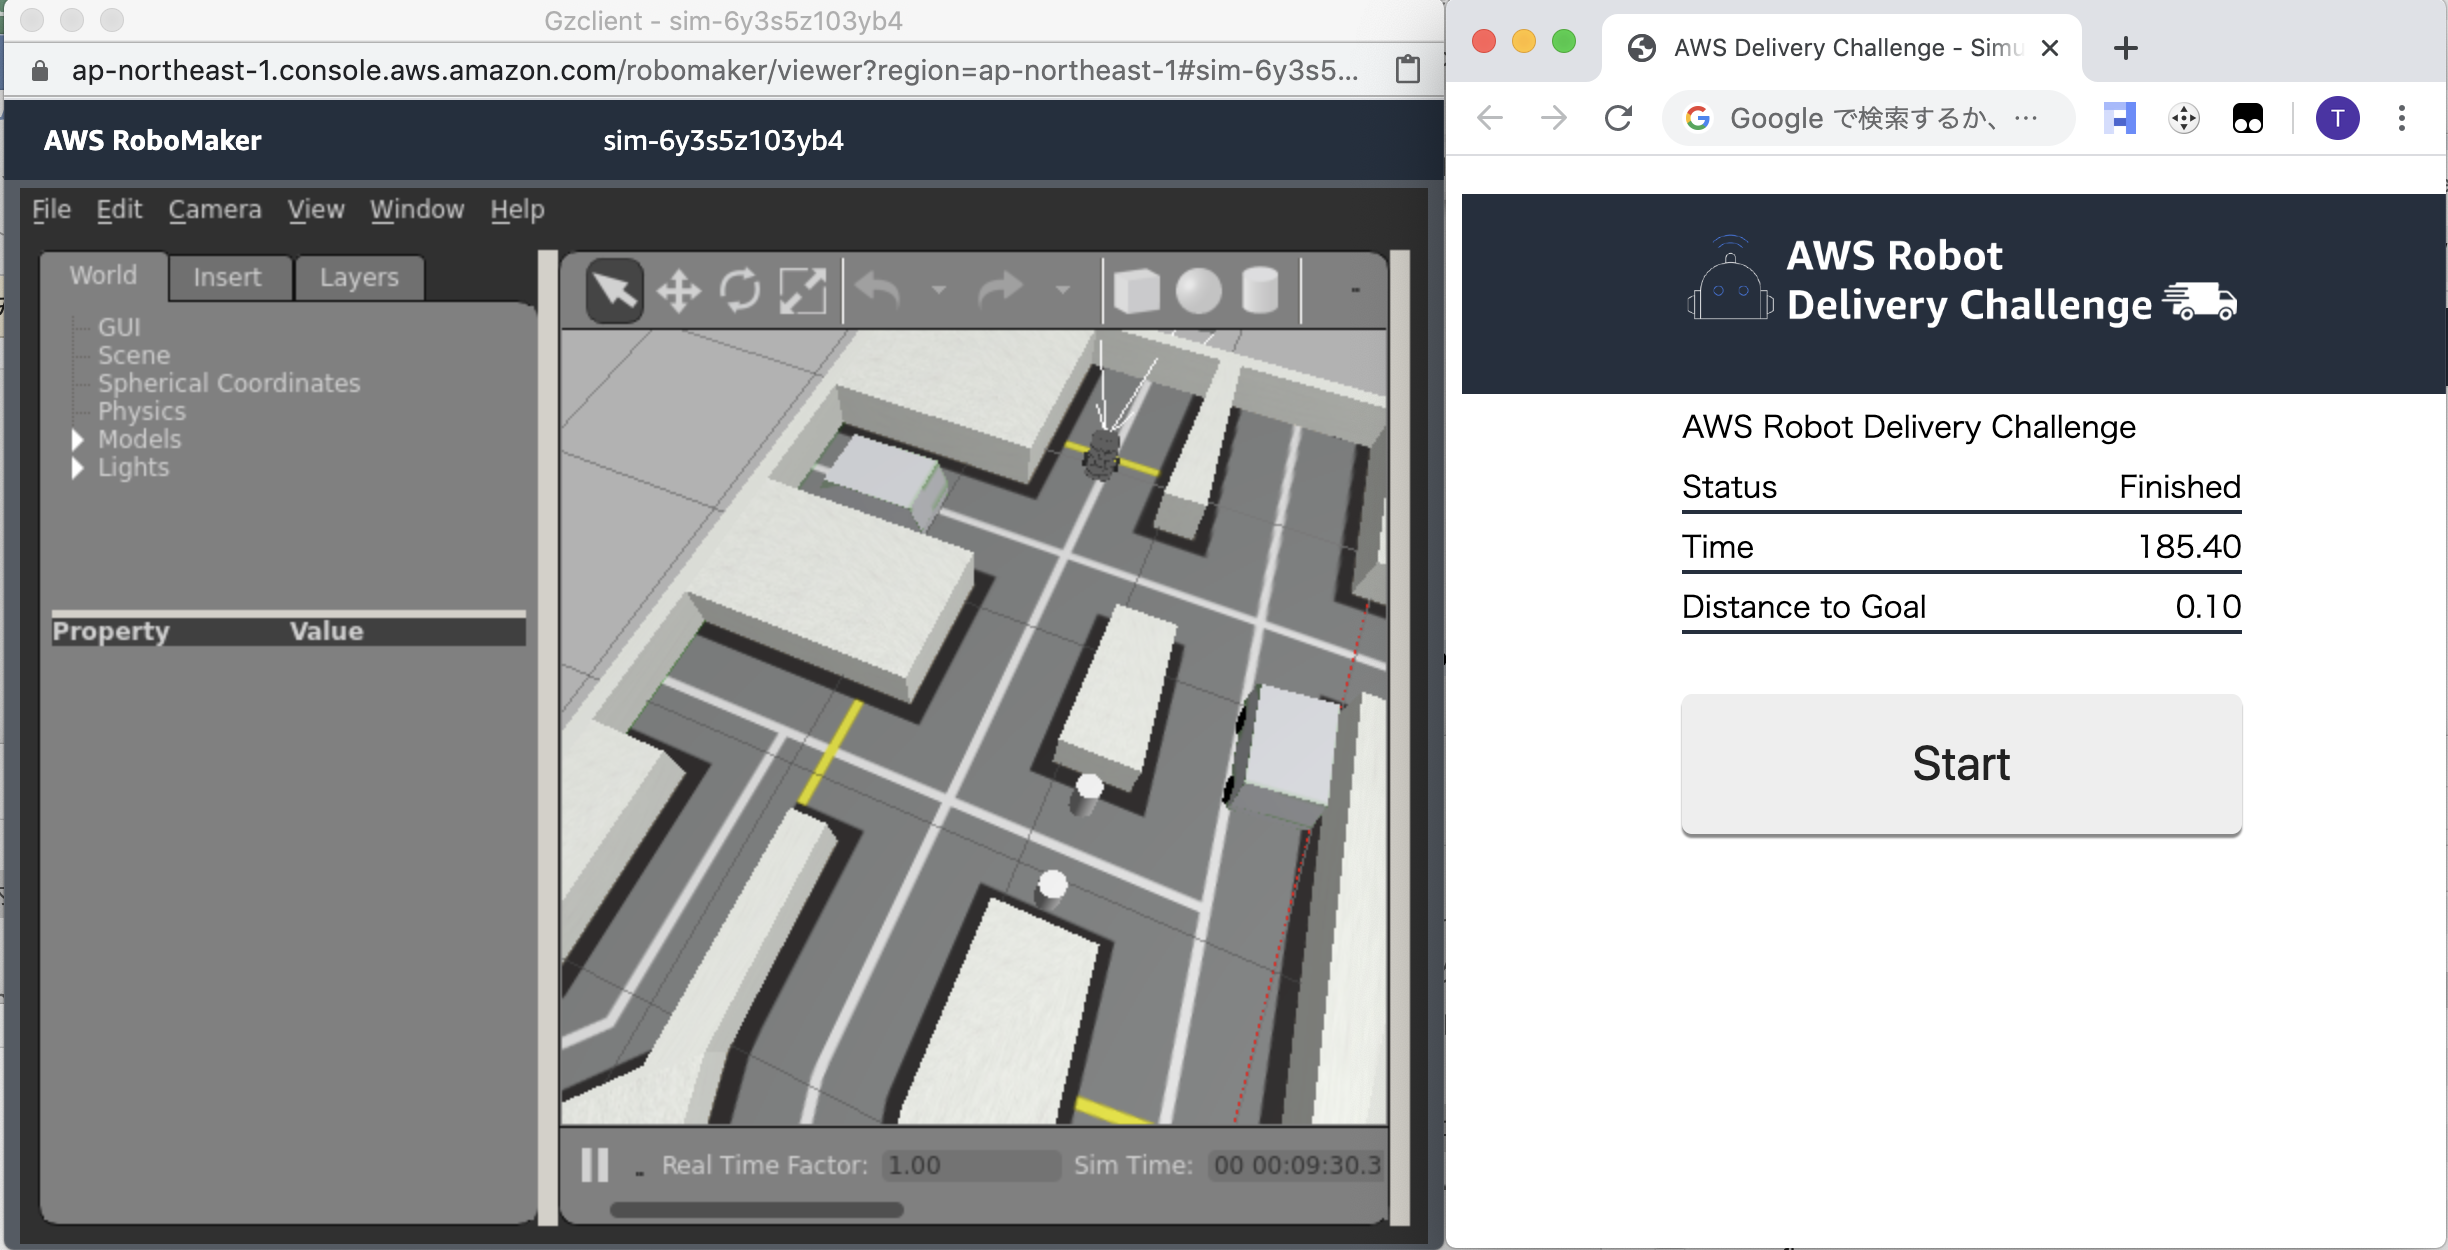 Gzclient - sim-6y3s5z103yb4
ap-northeast-1.console.aws.amazon.com/robomaker/viewer?region=ap-northeast-1#sim-6y3s5...
AWS RoboMaker
sim-6y3s5z103yb4
File Edit Camera View Window Help
World Insert Layers
GUI
Scene
Spherical Coordinates
Physics
Models
Lights
Property Value
Real Time Factor: 1.00 Sim Time: 00 00:09:30.3
AWS Delivery Challenge - Simu
Google で検索するか、…
T
AWS Robot
Delivery Challenge
AWS Robot Delivery Challenge
Status Finished
Time 185.40
Distance to Goal 0.10
Start